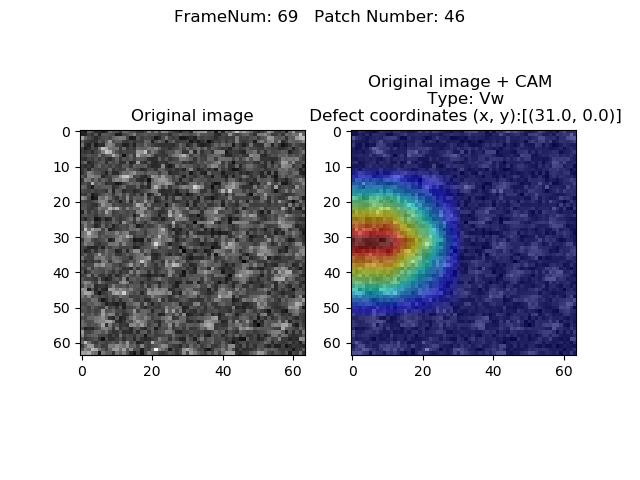 FrameNum: 69   Patch Number: 46
Original image
Original image + CAM
Type: Vw
Defect coordinates (x, y):[(31.0, 0.0)]
0
10
20
30
40
50
60
0 20 40 60
0
10
20
30
40
50
60
0 20 40 60